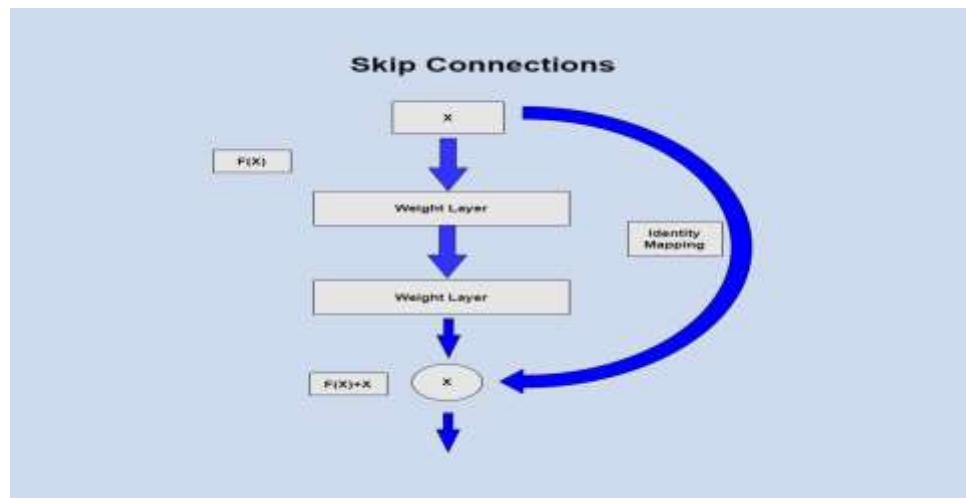 Skip Connections
X
F(X)
Weight Layer
Identity
Mapping
Weight Layer
F(X)+X
X